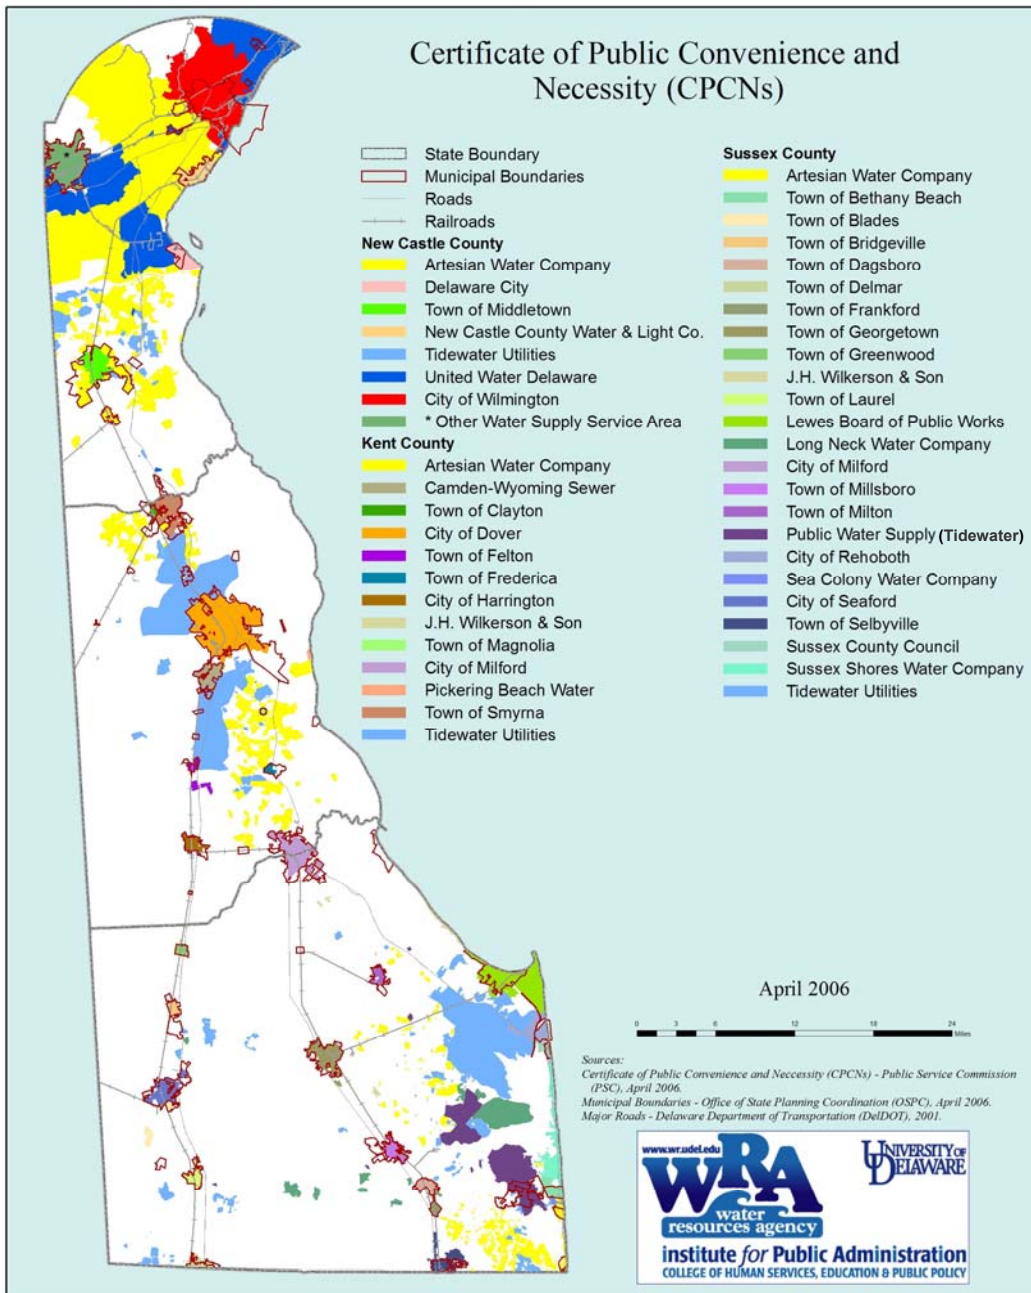 Certificate of Public Convenience and
Necessity (CPCNs)
State Boundary
Municipal Boundaries
Roads
Railroads
New Castle County
Artesian Water Company
Delaware City
Town of Middletown
New Castle County Water & Light Co.
Tidewater Utilities
United Water Delaware
City of Wilmington
* Other Water Supply Service Area
Kent County
Artesian Water Company
Camden-Wyoming Sewer
Town of Clayton
City of Dover
Town of Felton
Town of Frederica
City of Harrington
J.H. Wilkerson & Son
Town of Magnolia
City of Milford
Pickering Beach Water
Town of Smyrna
Tidewater Utilities
Sussex County
Artesian Water Company
Town of Bethany Beach
Town of Blades
Town of Bridgeville
Town of Dagsboro
Town of Delmar
Town of Frankford
Town of Georgetown
Town of Greenwood
J.H. Wilkerson & Son
Town of Laurel
Lewes Board of Public Works
Long Neck Water Company
City of Milford
Town of Millsboro
Town of Milton
Public Water Supply (Tidewater)
City of Rehoboth
Sea Colony Water Company
City of Seaford
Town of Selbyville
Sussex County Council
Sussex Shores Water Company
Tidewater Utilities
*
April 2006
0 3 6 12 18 24
Miles
Sources:
Certificate of Public Convenience and Neccessity (CPCNs) - Public Service Commission
(PSC), April 2006.
Municipal Boundaries - Office of State Planning Coordination (OSPC), April 2006.
Major Roads - Delaware Department of Transportation (DelDOT), 2001.
www.wr.udel.edu
WRA
water
resources agency
UNIVERSITY OF
DELAWARE
institute for Public Administration
COLLEGE OF HUMAN SERVICES, EDUCATION & PUBLIC POLICY